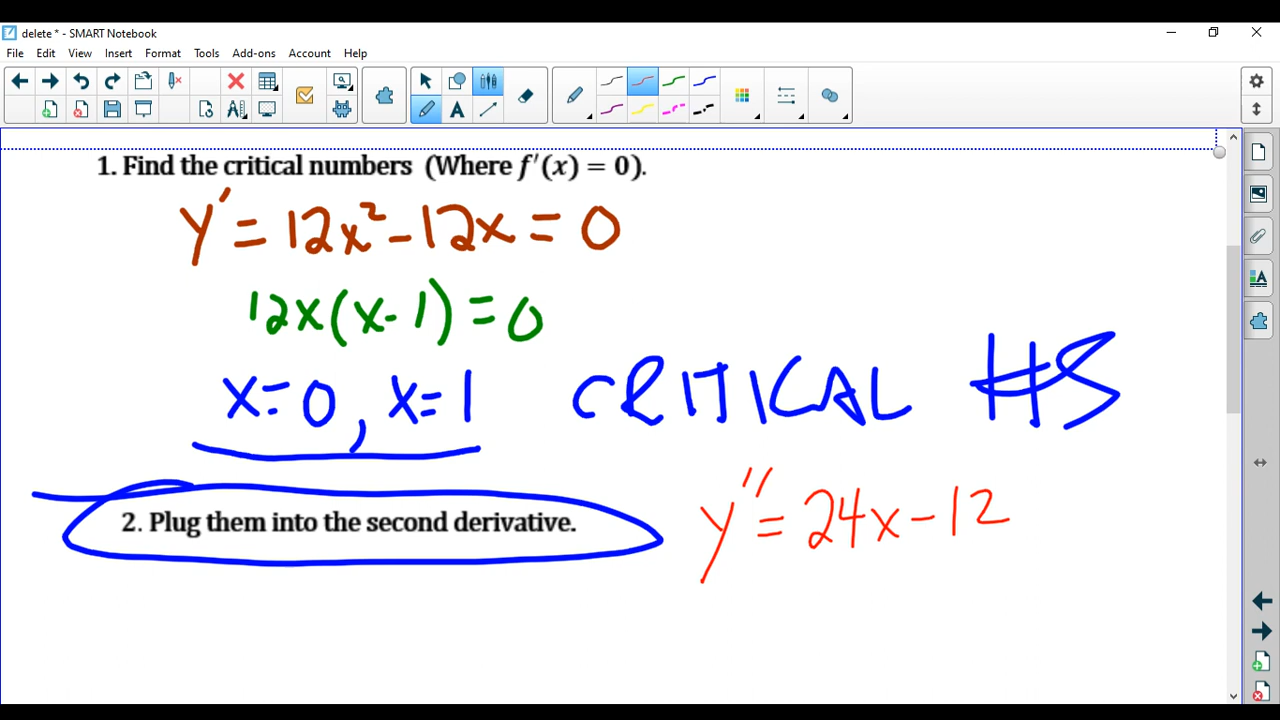 delete * - SMART Notebook
File Edit View Insert Format Tools Add-ons Account Help
1. Find the critical numbers (Where f′(x) = 0).
y′ = 12x² − 12x = 0
12x(x-1) = 0
x=0, x=1 CRITICAL #S
2. Plug them into the second derivative.
y″ = 24x − 12